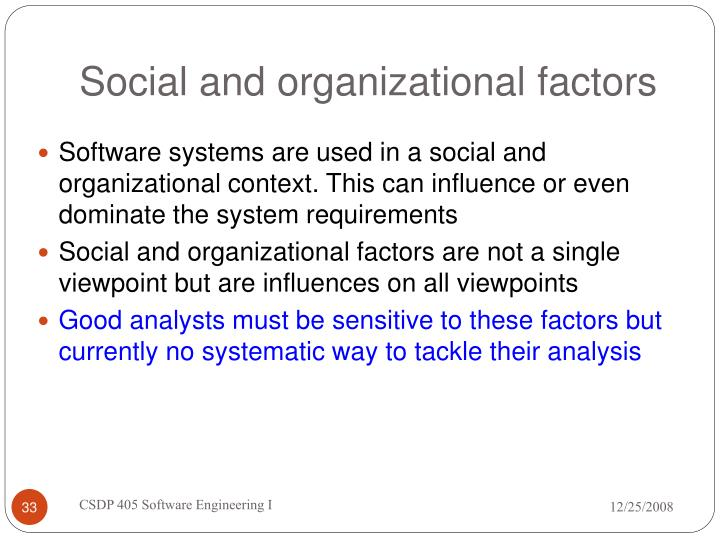 Social and organizational factors
• Software systems are used in a social and
organizational context. This can influence or even
dominate the system requirements
• Social and organizational factors are not a single
viewpoint but are influences on all viewpoints
• Good analysts must be sensitive to these factors but
currently no systematic way to tackle their analysis
33
CSDP 405 Software Engineering I
12/25/2008